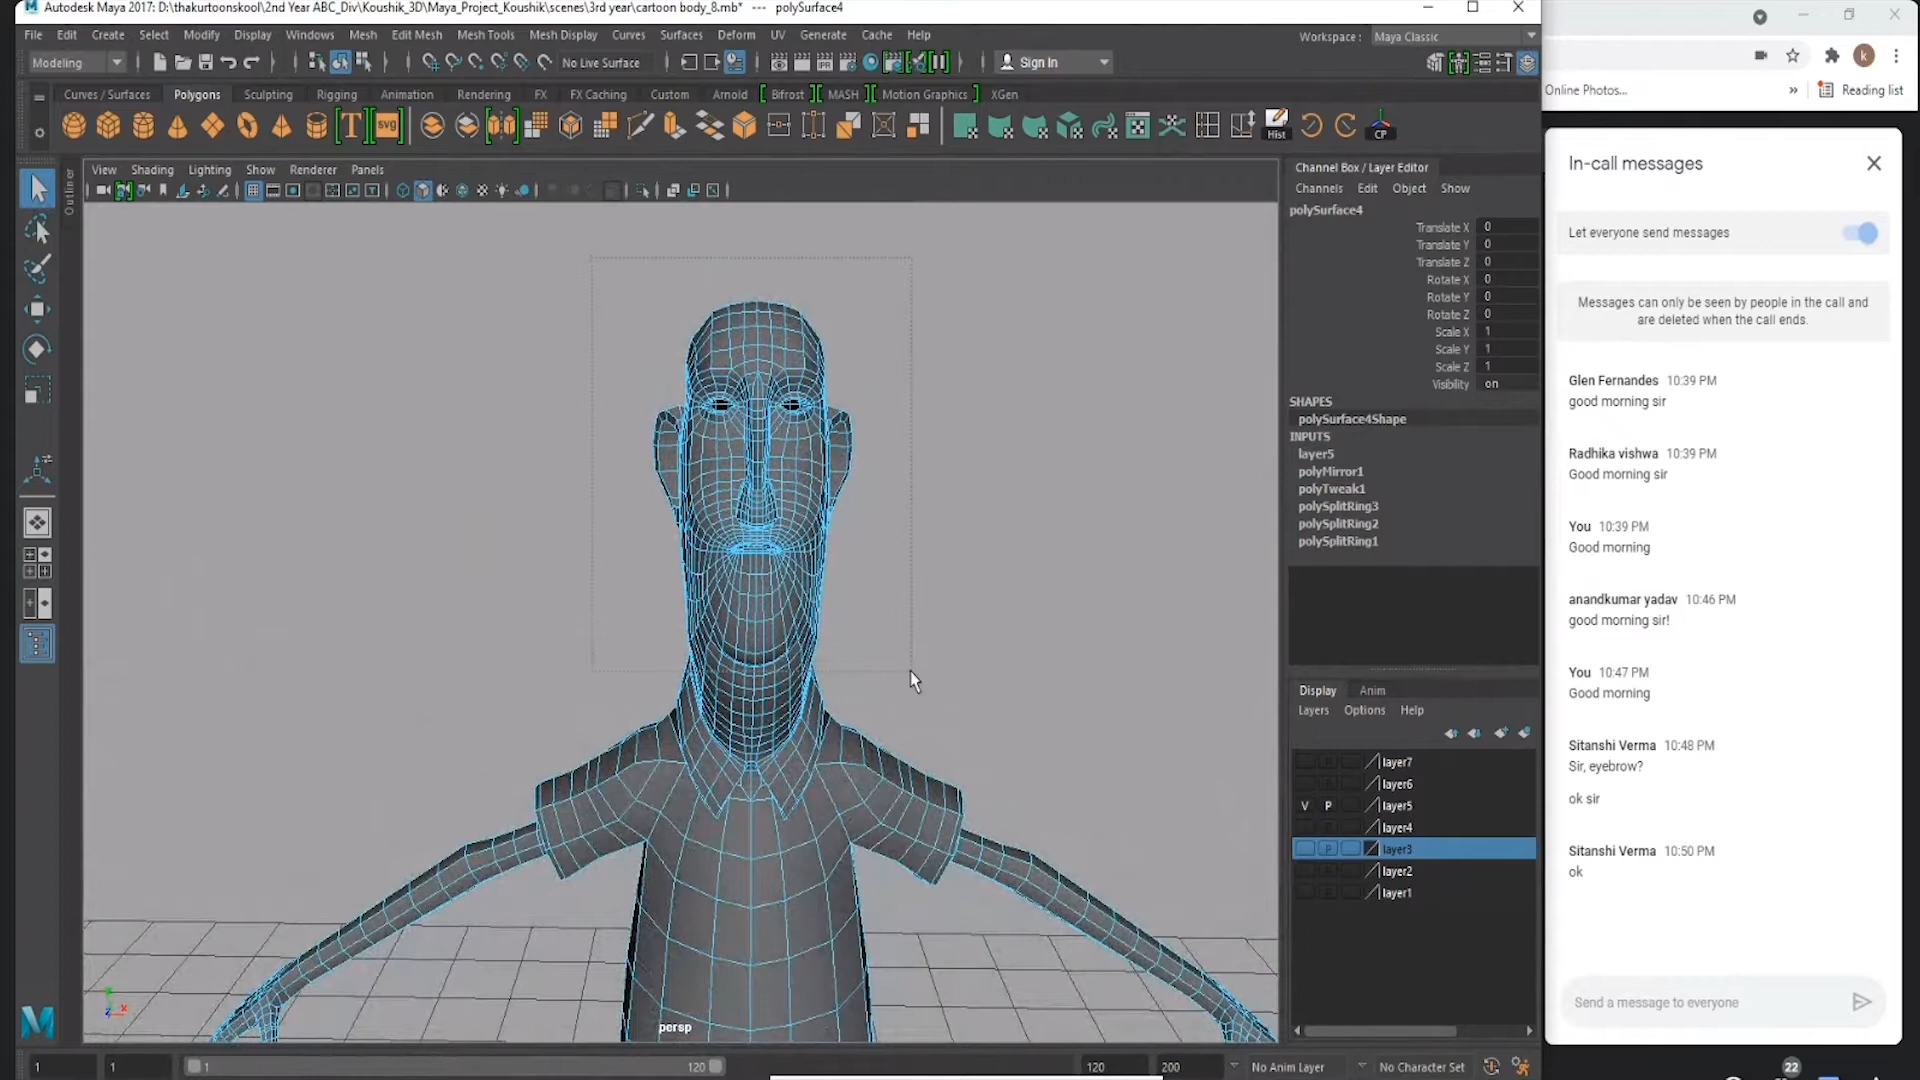 Autodesk Maya 2017: D:\thakurtoonskool\2nd Year ABC_Div\Koushik_3D\Maya_Project_Koushik\scenes\3rd year\cartoon body_8.mb* --- polySurface4
File Edit Create Select Modify Display Windows Mesh Edit Mesh Mesh Tools Mesh Display Curves Surfaces Deform UV Generate Cache Help
Workspace : Maya Classic
Modeling No Live Surface Sign In
Curves / Surfaces Polygons Sculpting Rigging Animation Rendering FX FX Caching Custom Arnold Bifrost MASH Motion Graphics XGen
T SVG Hist CP
View Shading Lighting Show Renderer Panels
Outliner
persp
Channel Box / Layer Editor
Channels Edit Object Show
polySurface4
Translate X 0
Translate Y 0
Translate Z 0
Rotate X 0
Rotate Y 0
Rotate Z 0
Scale X 1
Scale Y 1
Scale Z 1
Visibility on
SHAPES
polySurface4Shape
INPUTS
layer5
polyMirror1
polyTweak1
polySplitRing3
polySplitRing2
polySplitRing1
Display Anim
Layers Options Help
layer7
layer6
V P layer5
layer4
layer3
layer2
layer1
1 1 1 120 120 200 No Anim Layer No Character Set
k
Online Photos... » Reading list
In-call messages
Let everyone send messages
Messages can only be seen by people in the call and
are deleted when the call ends.
Glen Fernandes 10:39 PM
good morning sir
Radhika vishwa 10:39 PM
Good morning sir
You 10:39 PM
Good morning
anandkumar yadav 10:46 PM
good morning sir!
You 10:47 PM
Good morning
Sitanshi Verma 10:48 PM
Sir, eyebrow?
ok sir
Sitanshi Verma 10:50 PM
ok
Send a message to everyone
22